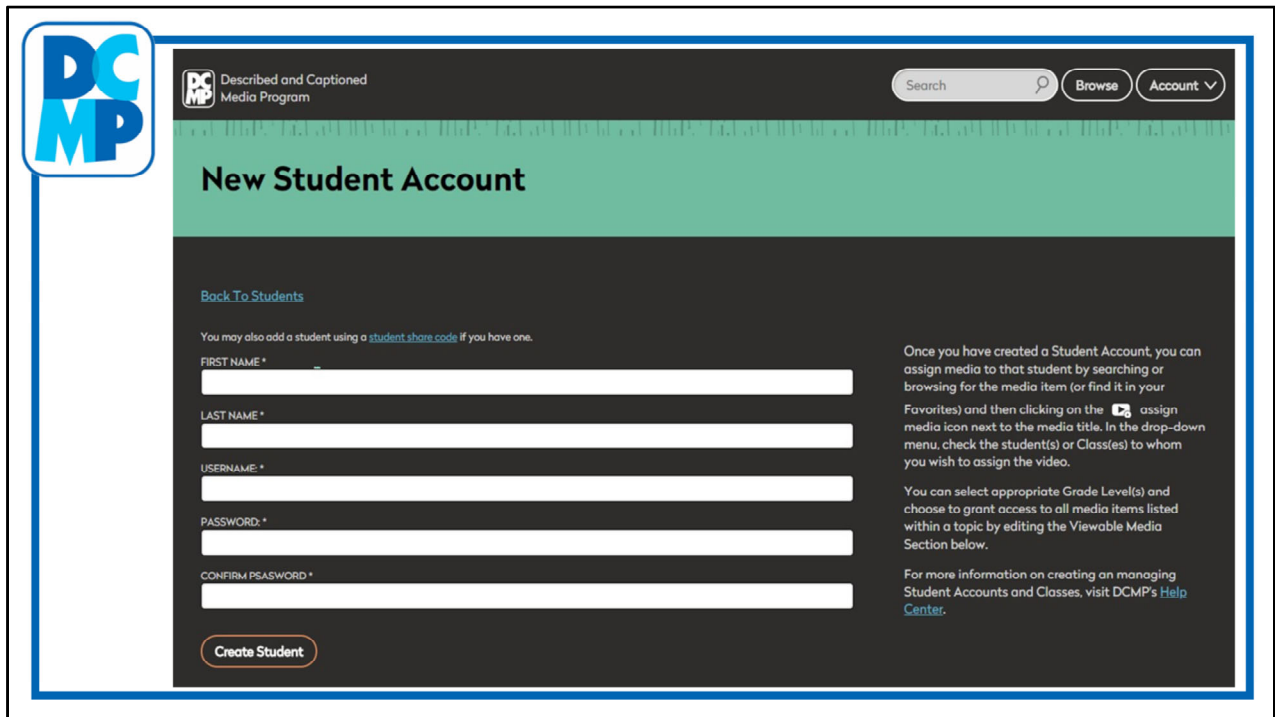 DCMP
DCMP
Described and Captioned
Media Program
Search
Browse
Account
New Student Account
Back To Students
You may also add a student using a student share code if you have one.
FIRST NAME *
LAST NAME *
USERNAME: *
PASSWORD: *
CONFIRM PSASWORD *
Create Student
Once you have created a Student Account, you can
assign media to that student by searching or
browsing for the media item (or find it in your
Favorites) and then clicking on the assign
media icon next to the media title. In the drop-down
menu, check the student(s) or Class(es) to whom
you wish to assign the video.
You can select appropriate Grade Level(s) and
choose to grant access to all media items listed
within a topic by editing the Viewable Media
Section below.
For more information on creating an managing
Student Accounts and Classes, visit DCMP's Help
Center.